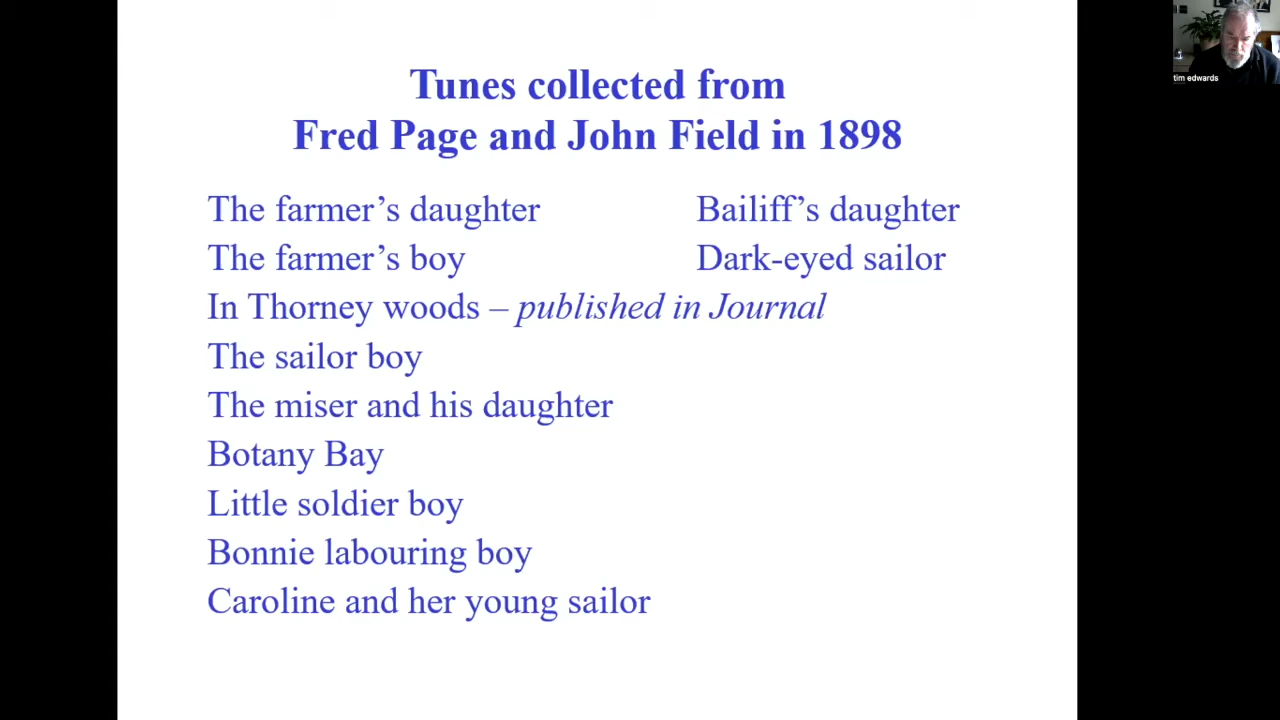 Tunes collected from
Fred Page and John Field in 1898
The farmer’s daughter
The farmer’s boy
In Thorney woods – published in Journal
The sailor boy
The miser and his daughter
Botany Bay
Little soldier boy
Bonnie labouring boy
Caroline and her young sailor
Bailiff’s daughter
Dark-eyed sailor
tim edwards